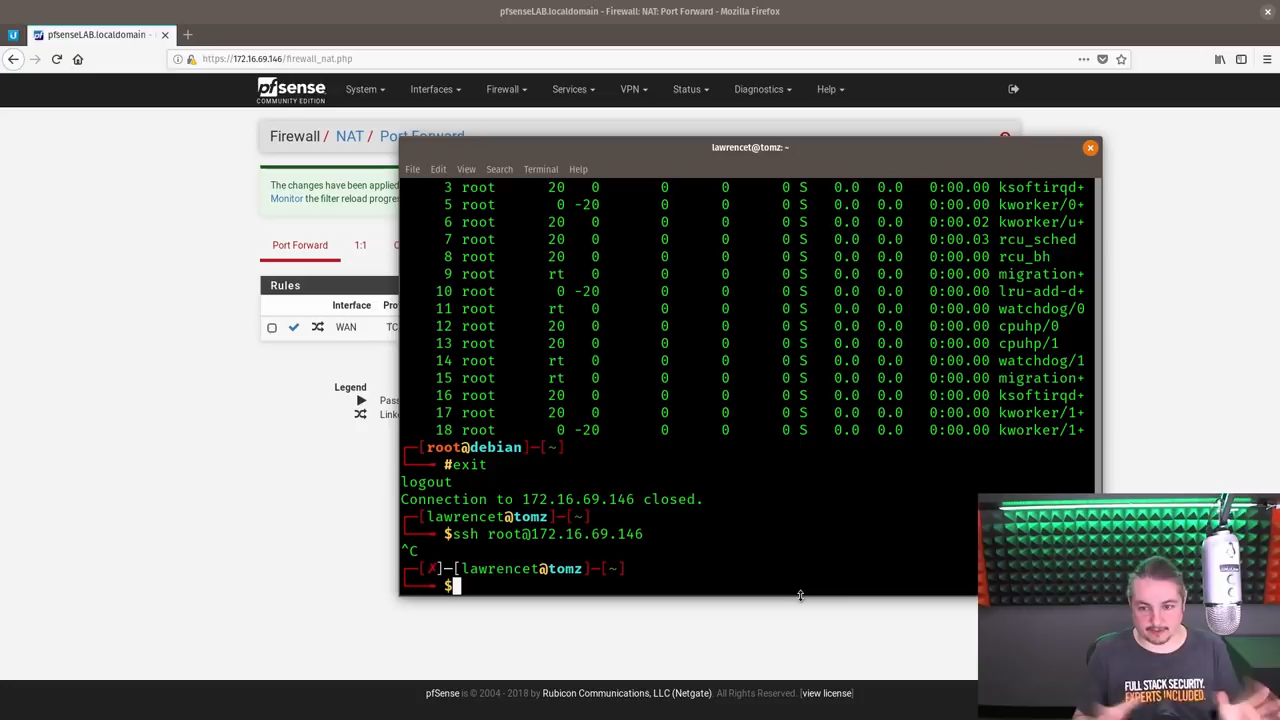 pfsenseLAB.localdomain - Firewall: NAT: Port Forward - Mozilla Firefox
pfsenseLAB.localdomain -
https://172.16.69.146/firewall_nat.php
pfSense
COMMUNITY EDITION
System
Interfaces
Firewall
Services
VPN
Status
Diagnostics
Help
Firewall / NAT / Port Forward
The changes have been applied
Monitor the filter reload progre
Port Forward
1:1
Rules
Interface
WAN
TC
Legend
Pas
Link
lawrencet@tomz: ~
File Edit View Search Terminal Help
3 root 20 0 0 0 0 S 0.0 0.0 0:00.00 ksoftirqd+
5 root 0 -20 0 0 0 S 0.0 0.0 0:00.00 kworker/0+
6 root 20 0 0 0 0 S 0.0 0.0 0:00.02 kworker/u+
7 root 20 0 0 0 0 S 0.0 0.0 0:00.03 rcu_sched
8 root 20 0 0 0 0 S 0.0 0.0 0:00.00 rcu_bh
9 root rt 0 0 0 0 S 0.0 0.0 0:00.00 migration+
10 root 0 -20 0 0 0 S 0.0 0.0 0:00.00 lru-add-d+
11 root rt 0 0 0 0 S 0.0 0.0 0:00.00 watchdog/0
12 root 20 0 0 0 0 S 0.0 0.0 0:00.00 cpuhp/0
13 root 20 0 0 0 0 S 0.0 0.0 0:00.00 cpuhp/1
14 root rt 0 0 0 0 S 0.0 0.0 0:00.00 watchdog/1
15 root rt 0 0 0 0 S 0.0 0.0 0:00.00 migration+
16 root 20 0 0 0 0 S 0.0 0.0 0:00.00 ksoftirqd+
17 root 20 0 0 0 0 S 0.0 0.0 0:00.00 kworker/1+
18 root 0 -20 0 0 0 S 0.0 0.0 0:00.00 kworker/1+
[root@debian]-[~]
#exit
logout
Connection to 172.16.69.146 closed.
[lawrencet@tomz]-[~]
$ssh root@172.16.69.146
^C
[✗]-[lawrencet@tomz]-[~]
$
FULL STACK SECURITY.
EXPERTS INCLUDED.
pfSense is © 2004 - 2018 by Rubicon Communications, LLC (Netgate). All Rights Reserved. [view license]